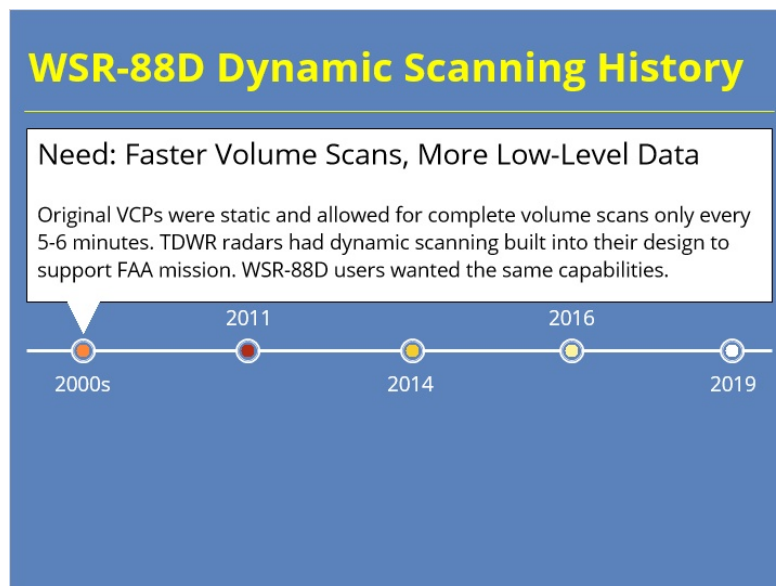 WSR-88D Dynamic Scanning History
Need: Faster Volume Scans, More Low-Level Data
Original VCPs were static and allowed for complete volume scans only every
5-6 minutes. TDWR radars had dynamic scanning built into their design to
support FAA mission. WSR-88D users wanted the same capabilities.
2011
2016
2000s
2014
2019